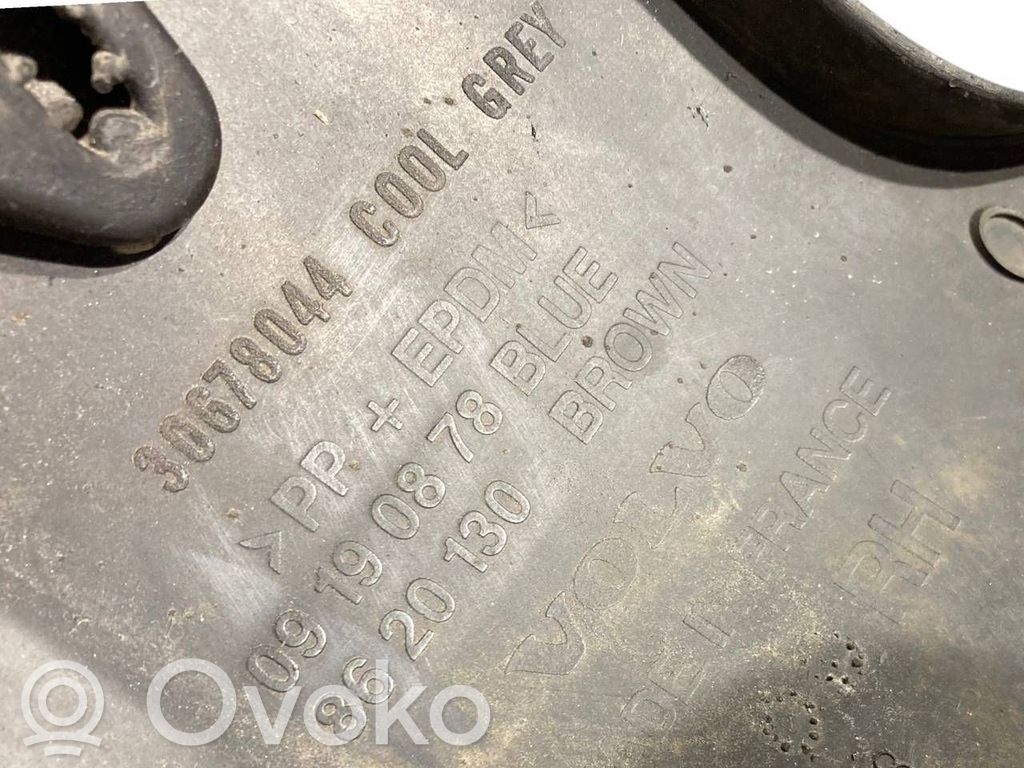 30678044 COOL GREY
>PP + EPDM<
09 19 08 78 BLUE
86 20 130 BROWN
VOLVO
FRANCE
RH
Ovoko